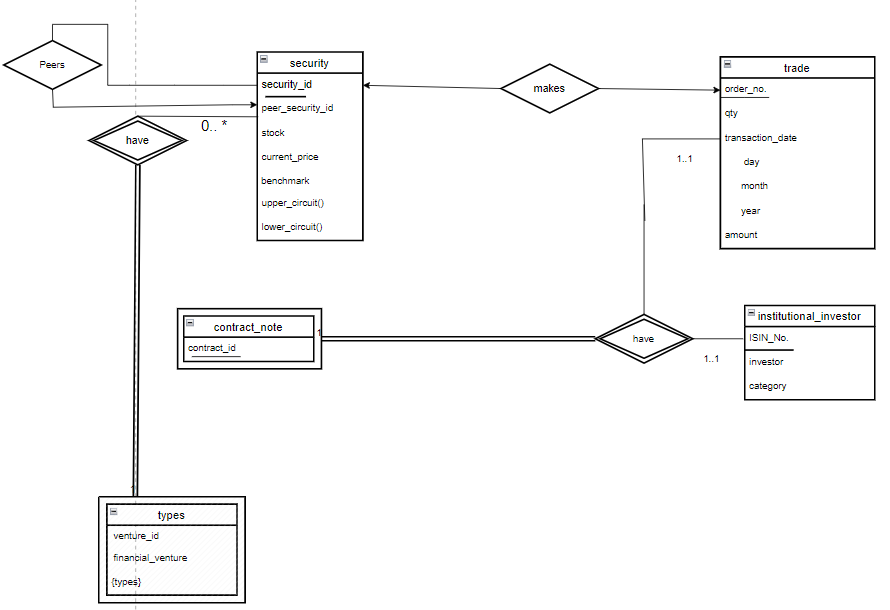 Peers
security
security_id
peer_security_id
stock
current_price
benchmark
upper_circuit()
lower_circuit()
makes
trade
order_no.
qty
transaction_date
day
month
year
amount
have
0.. *
1..1
contract_note
contract_id
1
have
1..1
institutional_investor
ISIN_No.
investor
category
1
types
venture_id
financial_venture
{types}